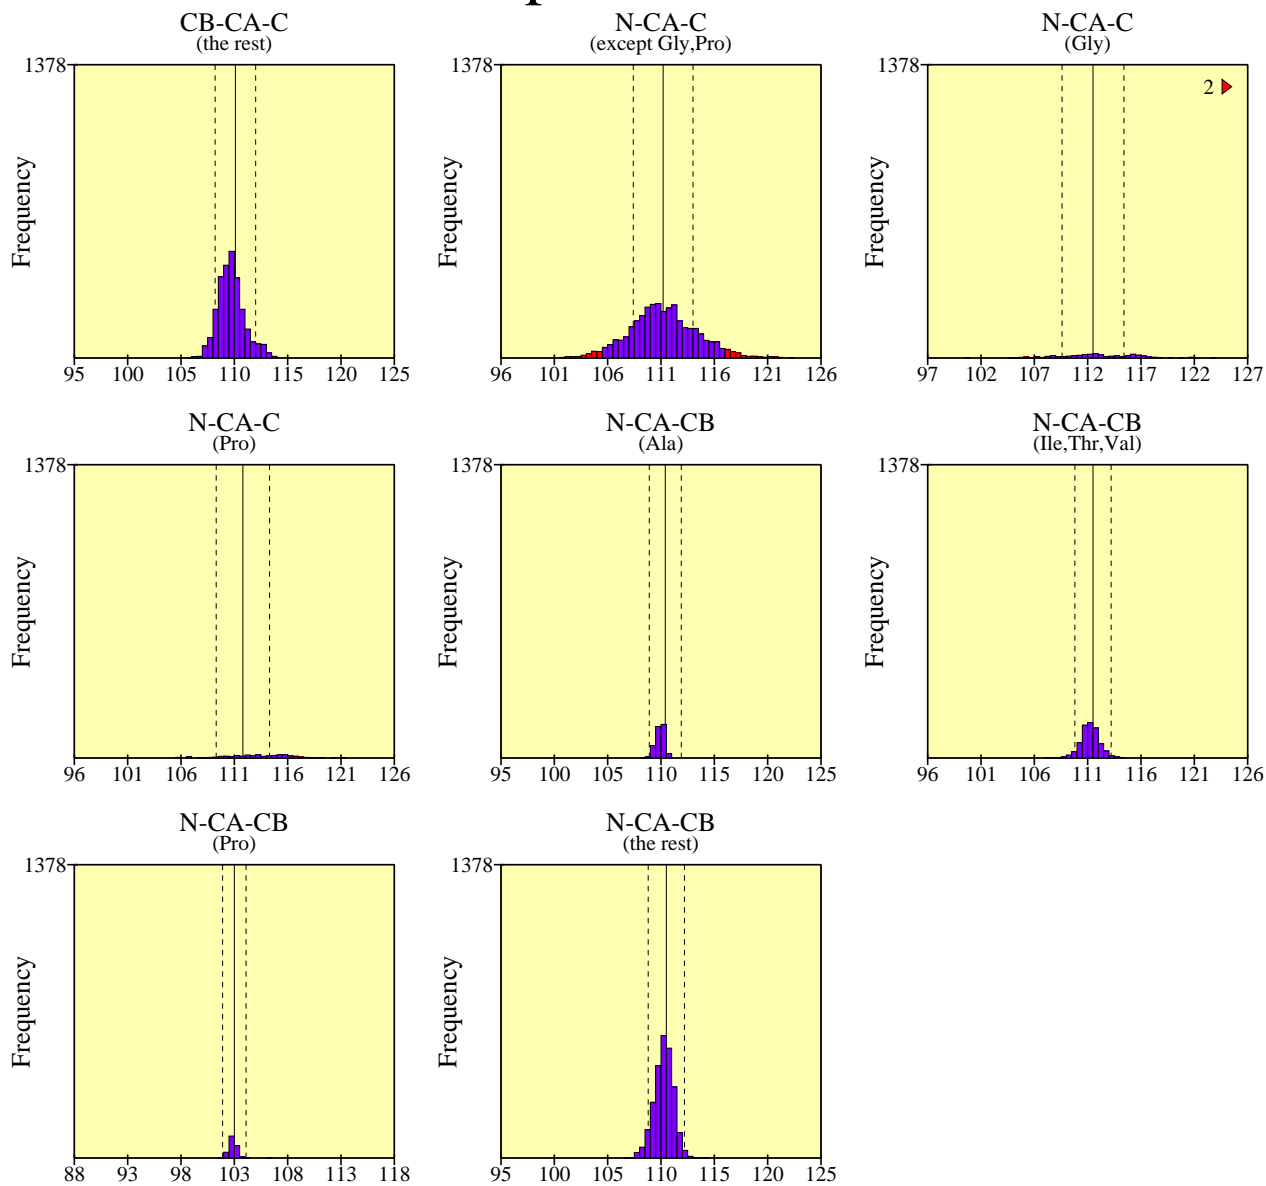 CB-CA-C
(the rest)
1378
Frequency
95 100 105 110 115 120 125
N-CA-C
(except Gly,Pro)
1378
Frequency
96 101 106 111 116 121 126
N-CA-C
(Gly)
1378
2
Frequency
97 102 107 112 117 122 127
N-CA-C
(Pro)
1378
Frequency
96 101 106 111 116 121 126
N-CA-CB
(Ala)
1378
Frequency
95 100 105 110 115 120 125
N-CA-CB
(Ile,Thr,Val)
1378
Frequency
96 101 106 111 116 121 126
N-CA-CB
(Pro)
1378
Frequency
88 93 98 103 108 113 118
N-CA-CB
(the rest)
1378
Frequency
95 100 105 110 115 120 125